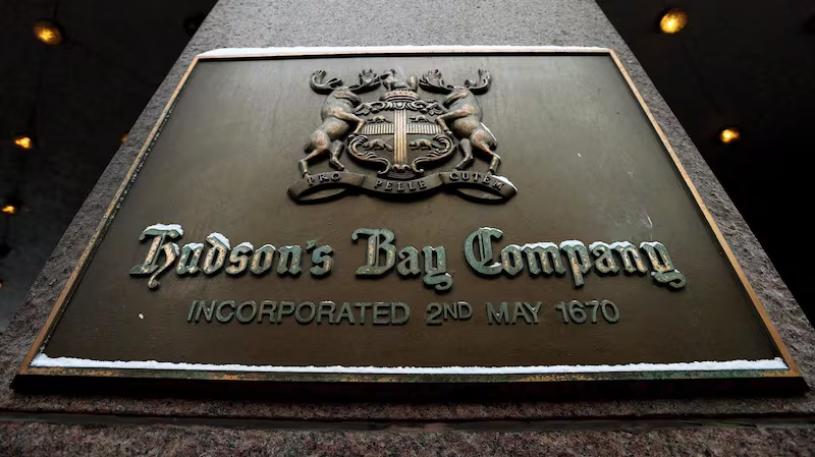 PRO PELLE CUTEM
Hudson's Bay Company
INCORPORATED 2ND MAY 1670